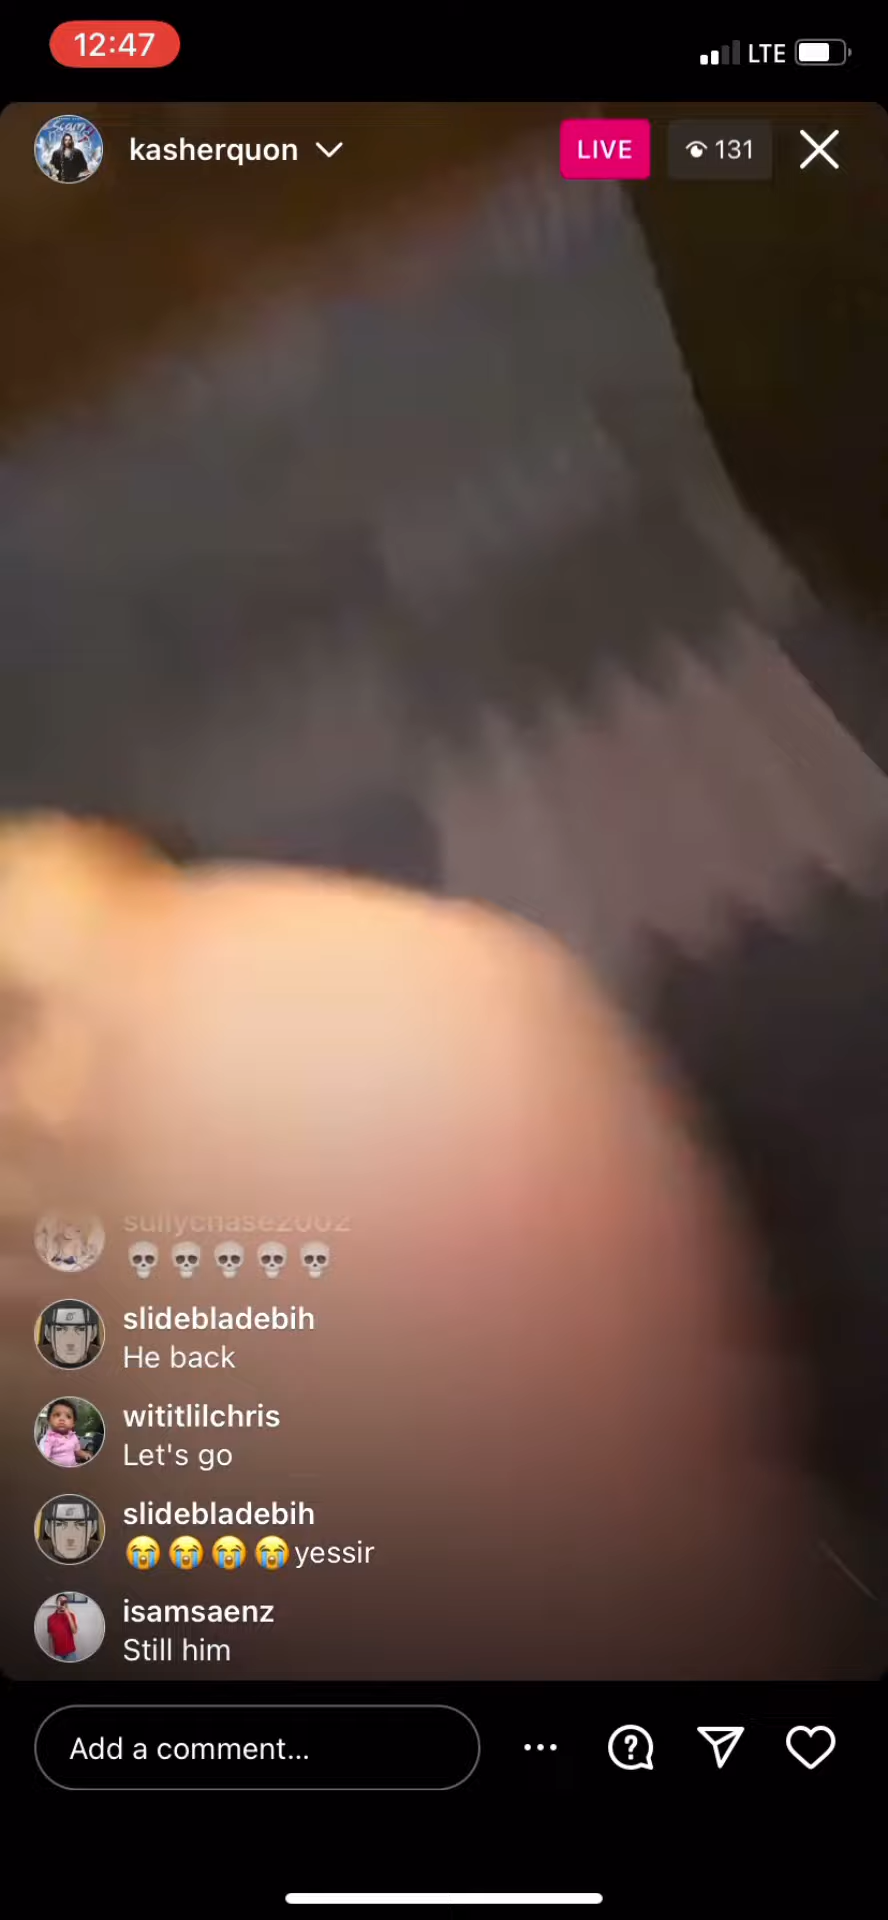 12:47
LTE
kasherquon
LIVE
131
sullychase2002
💀💀💀💀💀
slidebladebih
He back
wititlilchris
Let's go
slidebladebih
😭😭😭😭yessir
isamsaenz
Still him
Add a comment...